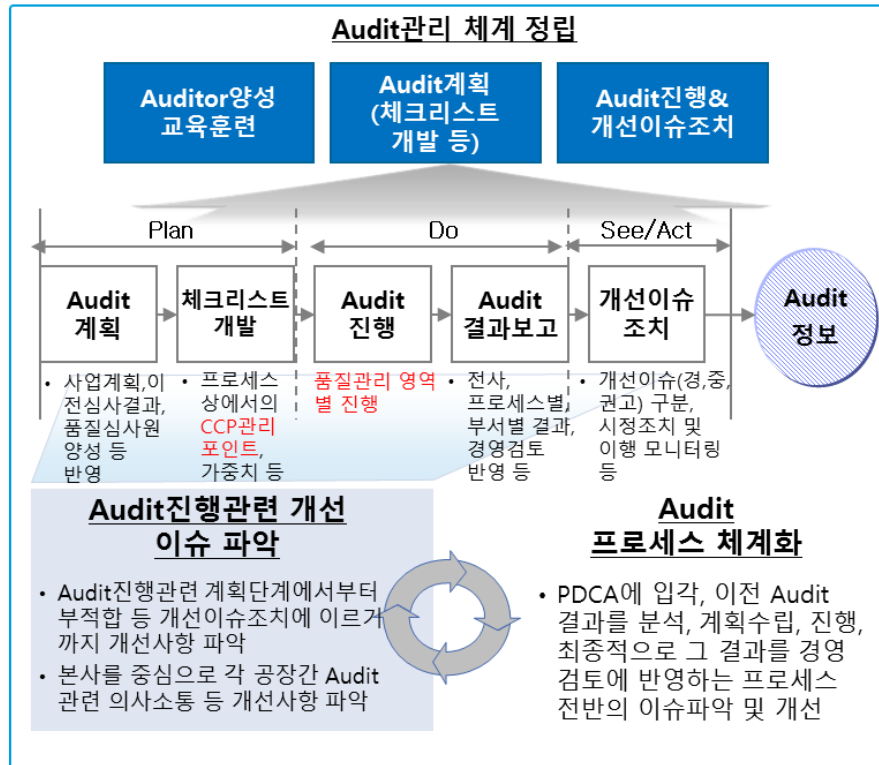 Audit관리 체계 정립
Auditor양성
교육훈련
Audit계획
(체크리스트
개발 등)
Audit진행&
개선이슈조치
Plan
Do
See/Act
Audit
계획
체크리스트
개발
Audit
진행
Audit
결과보고
개선이슈
조치
Audit
정보
• 사업계획,이
전심사결과,
품질심사원
양성 등
반영
• 프로세스
상에서의
CCP관리
포인트,
가중치 등
품질관리 영역
별 진행
• 전사,
프로세스별,
부서별 결과,
경영검토
반영 등
• 개선이슈(경,중,
권고) 구분,
시정조치 및
이행 모니터링
등
Audit진행관련 개선
이슈 파악
• Audit진행관련 계획단계에서부터
부적합 등 개선이슈조치에 이르기
까지 개선사항 파악
• 본사를 중심으로 각 공장간 Audit
관련 의사소통 등 개선사항 파악
Audit
프로세스 체계화
• PDCA에 입각, 이전 Audit
결과를 분석, 계획수립, 진행,
최종적으로 그 결과를 경영
검토에 반영하는 프로세스
전반의 이슈파악 및 개선